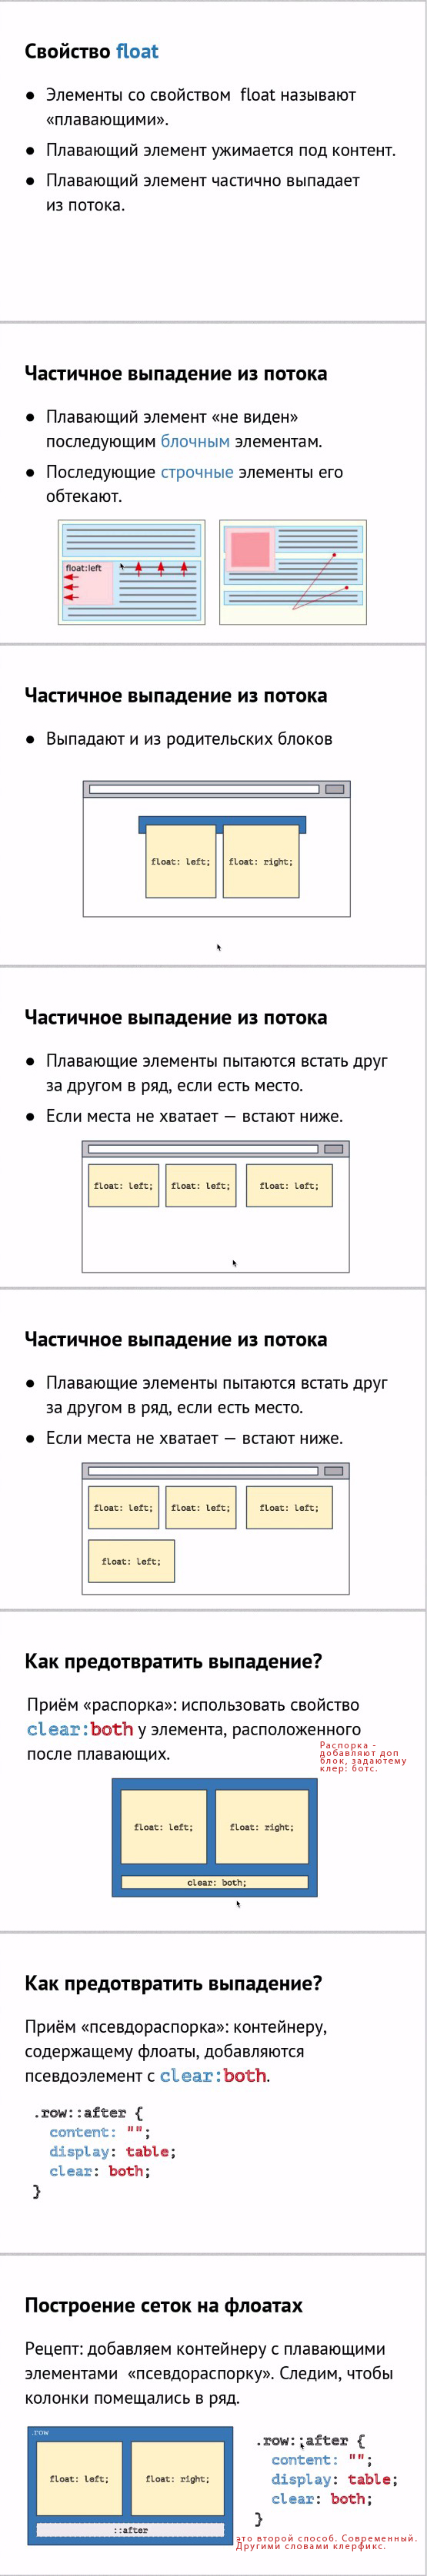 Свойство float
● Элементы со свойством float называют
«плавающими».
● Плавающий элемент ужимается под контент.
● Плавающий элемент частично выпадает
из потока.
Частичное выпадение из потока
● Плавающий элемент «не виден»
последующим блочным элементам.
● Последующие строчные элементы его
обтекают.
float:left
Частичное выпадение из потока
● Выпадают и из родительских блоков
float: left; float: right;
Частичное выпадение из потока
● Плавающие элементы пытаются встать друг
за другом в ряд, если есть место.
● Если места не хватает — встают ниже.
float: left; float: left; float: left;
Частичное выпадение из потока
● Плавающие элементы пытаются встать друг
за другом в ряд, если есть место.
● Если места не хватает — встают ниже.
float: left; float: left; float: left;
float: left;
Как предотвратить выпадение?
Приём «распорка»: использовать свойство
clear:both у элемента, расположенного
после плавающих.
Распорка -
добавляют доп
блок, задаютему
клер: ботс.
float: left; float: right;
clear: both;
Как предотвратить выпадение?
Приём «псевдораспорка»: контейнеру,
содержащему флоаты, добавляются
псевдоэлемент с clear:both.
.row::after {
content: "";
display: table;
clear: both;
}
Построение сеток на флоатах
Рецепт: добавляем контейнеру с плавающими
элементами «псевдораспорку». Следим, чтобы
колонки помещались в ряд.
.row
float: left; float: right;
::after
.row::after {
content: "";
display: table;
clear: both;
}
это второй способ. Современный.
Другими словами клерфикс.